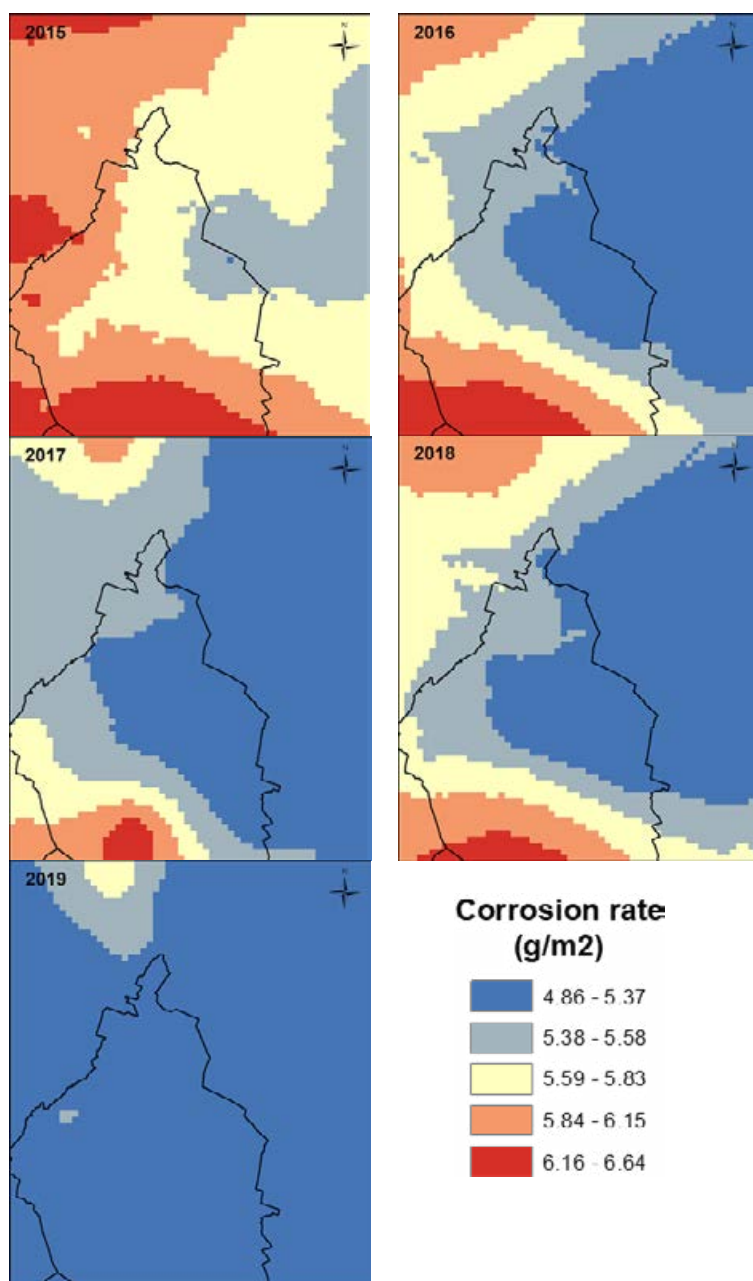 2015
N
2016
N
2017
N
2018
N
2019
N
Corrosion rate
(g/m2)
4.86 - 5.37
5.38 - 5.58
5.59 - 5.83
5.84 - 6.15
6.16 - 6.64